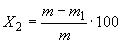 X₂ = (m − m₁)/m · 100